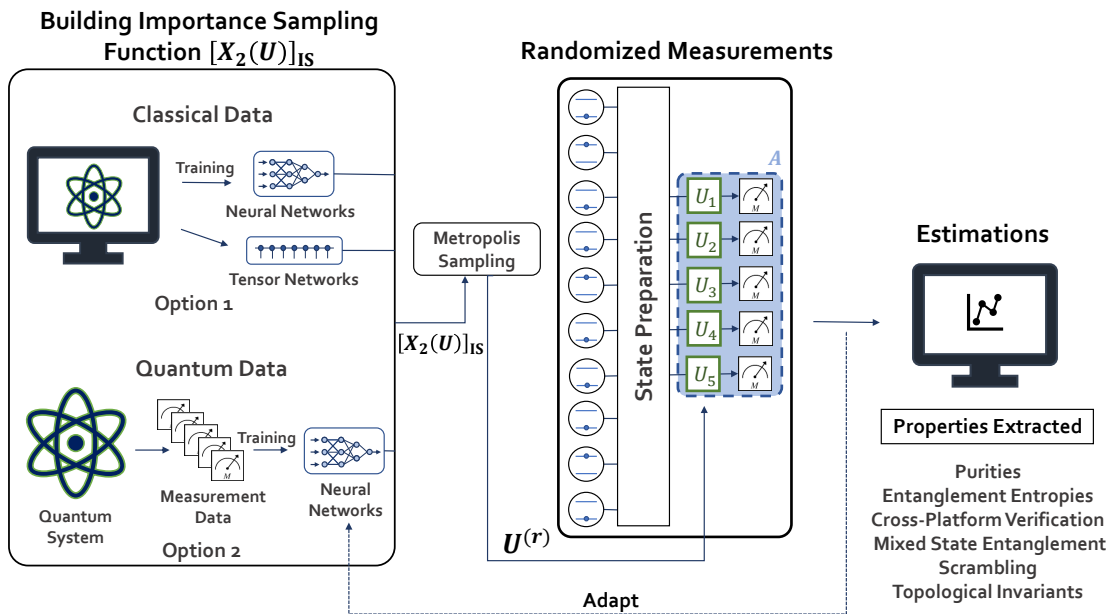 Building Importance Sampling
Function [X₂(U)]IS
Classical Data
Training
Neural Networks
Tensor Networks
Option 1
Quantum Data
Training
M
Measurement
Data
Neural
Networks
Quantum
System
Option 2
Metropolis
Sampling
[X₂(U)]IS
U⁽ʳ⁾
Adapt
Randomized Measurements
State Preparation
A
U₁
M
U₂
M
U₃
M
U₄
M
U₅
M
Estimations
Properties Extracted
Purities
Entanglement Entropies
Cross-Platform Verification
Mixed State Entanglement
Scrambling
Topological Invariants